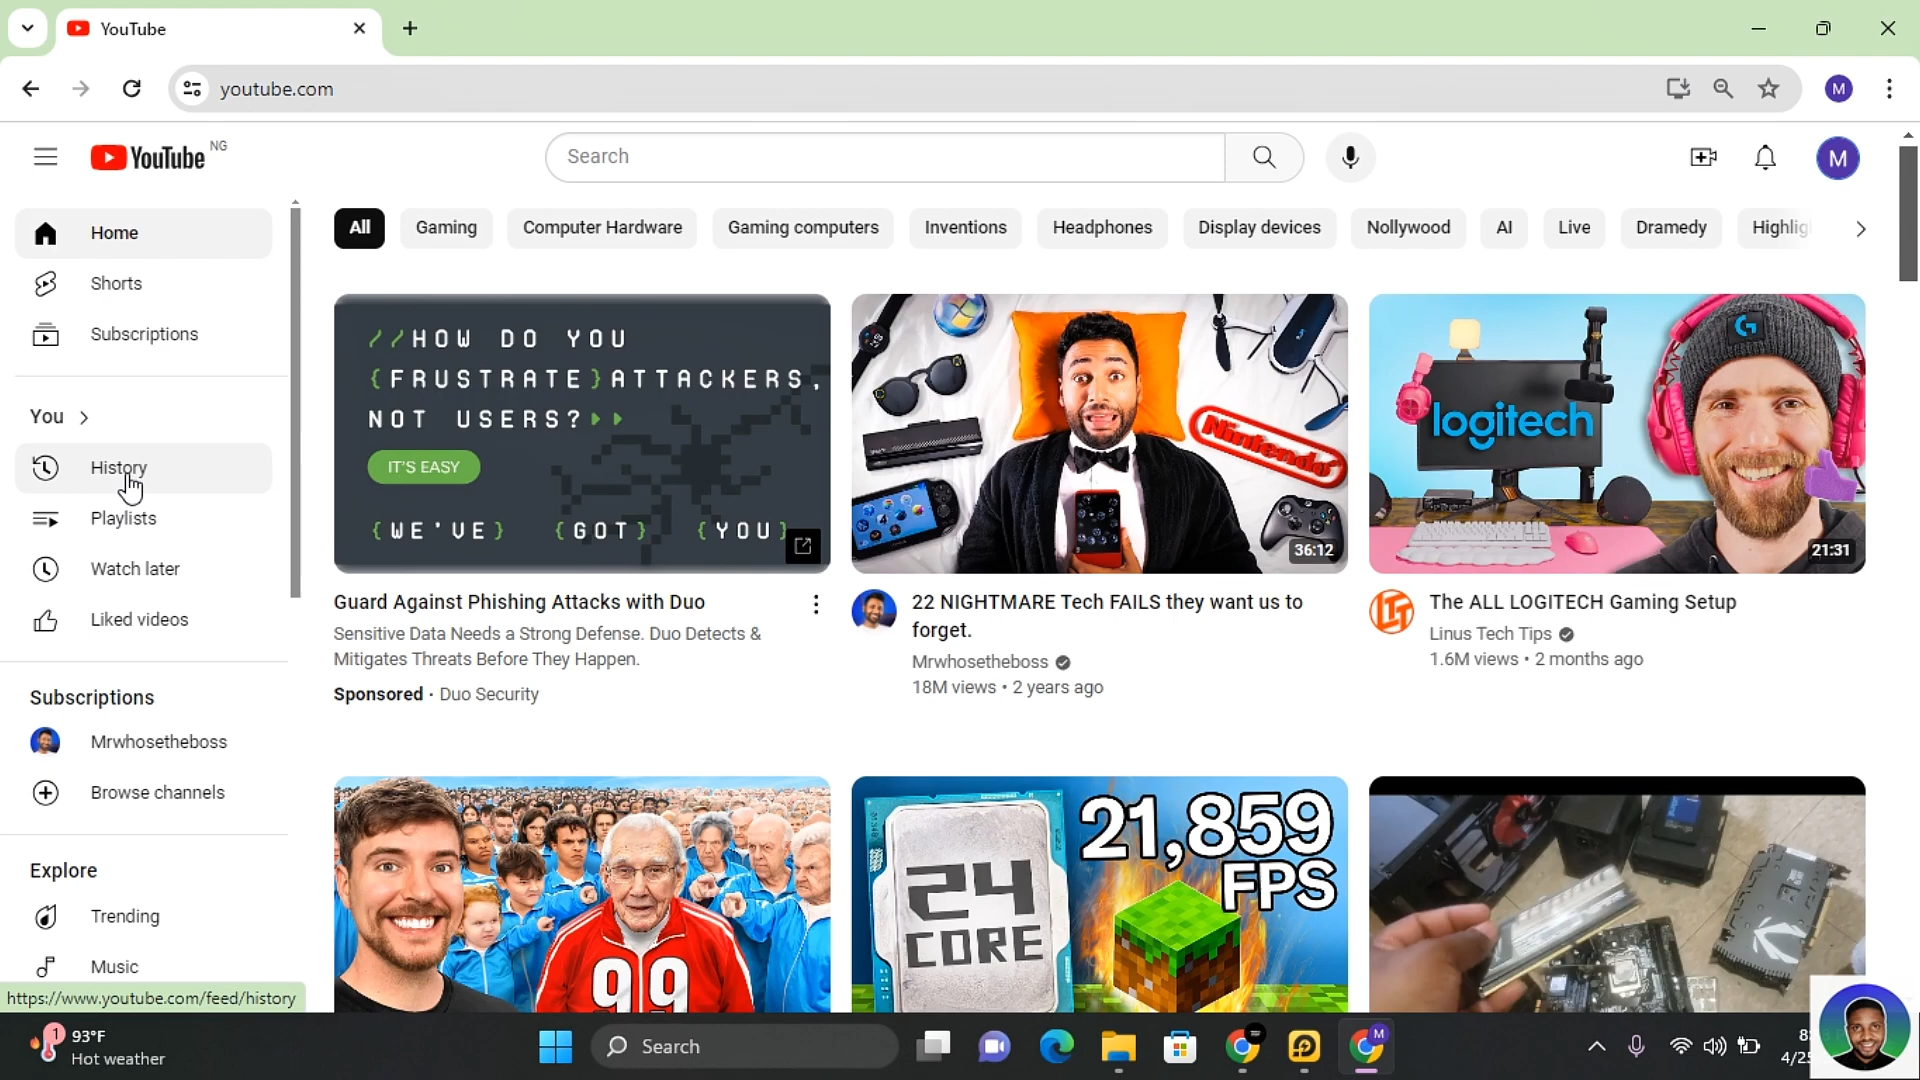 YouTube
youtube.com
M
YouTube NG
Search
M
Home
Shorts
Subscriptions
You
History
Playlists
Watch later
Liked videos
Subscriptions
Mrwhosetheboss
Browse channels
Explore
Trending
Music
https://www.youtube.com/feed/history
All
Gaming
Computer Hardware
Gaming computers
Inventions
Headphones
Display devices
Nollywood
AI
Live
Dramedy
//HOW DO YOU
{FRUSTRATE}ATTACKERS,
NOT USERS?
IT'S EASY
{WE'VE} {GOT} {YOU}
Guard Against Phishing Attacks with Duo
Sensitive Data Needs a Strong Defense. Duo Detects &
Mitigates Threats Before They Happen.
Sponsored · Duo Security
Nintendo
36:12
22 NIGHTMARE Tech FAILS they want us to
forget.
Mrwhosetheboss
18M views • 2 years ago
logitech
G
21:31
The ALL LOGITECH Gaming Setup
Linus Tech Tips
1.6M views • 2 months ago
99
24
CORE
21,859
FPS
1
93°F
Hot weather
Search
M